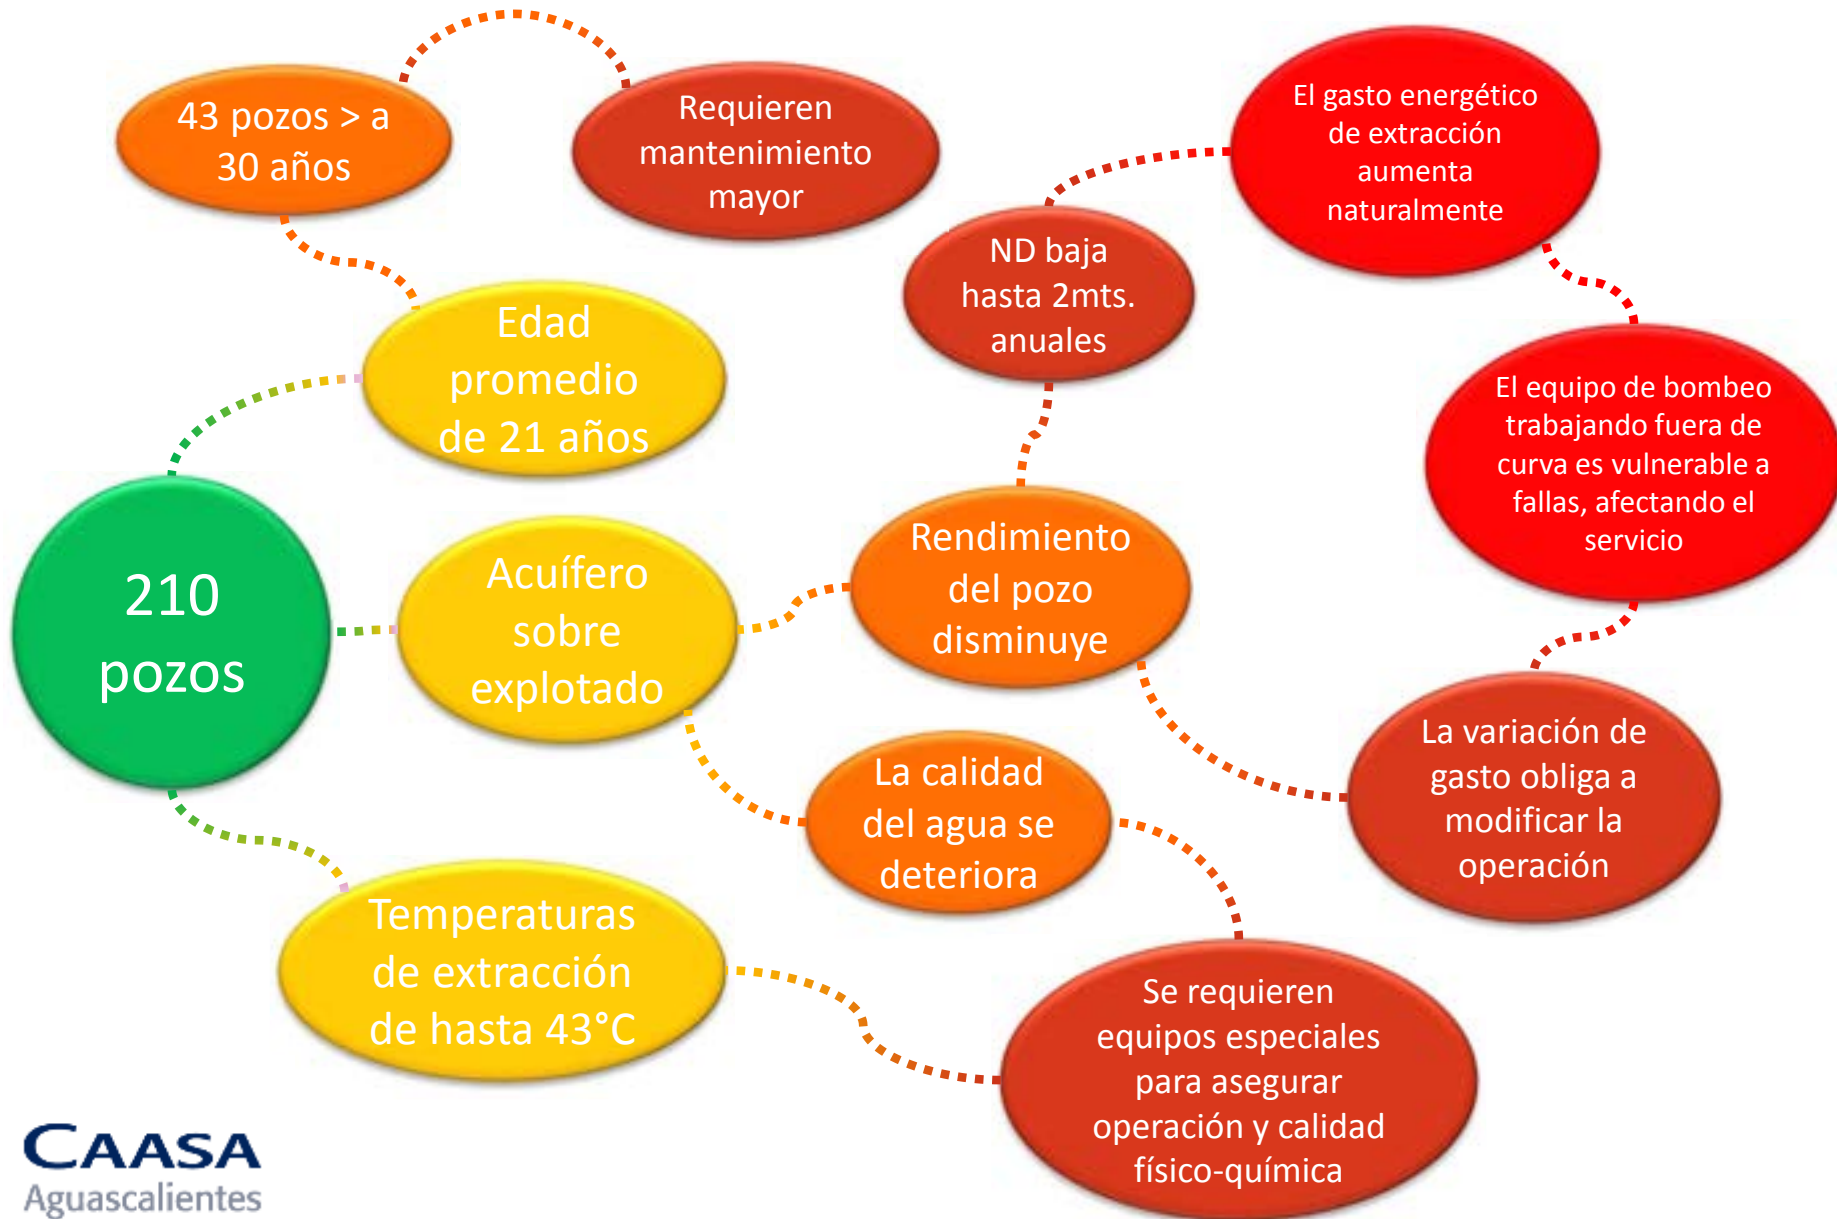 43 pozos > a
30 años
Requieren
mantenimiento
mayor
El gasto energético
de extracción
aumenta
naturalmente
ND baja
hasta 2mts.
anuales
Edad
promedio
de 21 años
El equipo de bombeo
trabajando fuera de
curva es vulnerable a
fallas, afectando el
servicio
210
pozos
Acuífero
sobre
explotado
Rendimiento
del pozo
disminuye
La variación de
gasto obliga a
modificar la
operación
La calidad
del agua se
deteriora
Temperaturas
de extracción
de hasta 43°C
Se requieren
equipos especiales
para asegurar
operación y calidad
físico-química
CAASA
Aguascalientes